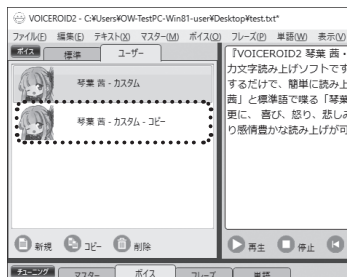 VOICEROID2 - C:¥Users¥OW-TestPC-Win81-user¥Desktop¥test.txt*
ファイル(F) 編集(E) テキスト(X) マスター(M) ボイス(O) フレーズ(P) 単語(W) 表示(V)
ボイス 標準 ユーザー
琴葉 茜 - カスタム
琴葉 茜 - カスタム - コピー
新規 コピー 削除
『VOICEROID2 琴葉 茜・
力文字読み上げソフトです
するだけで、簡単に読み上
茜」と標準語で喋る「琴葉
更に、 喜び、怒り、悲しみ
り感情豊かな読み上げが可
再生 停止
チューニング マスター ボイス フレーズ 単語